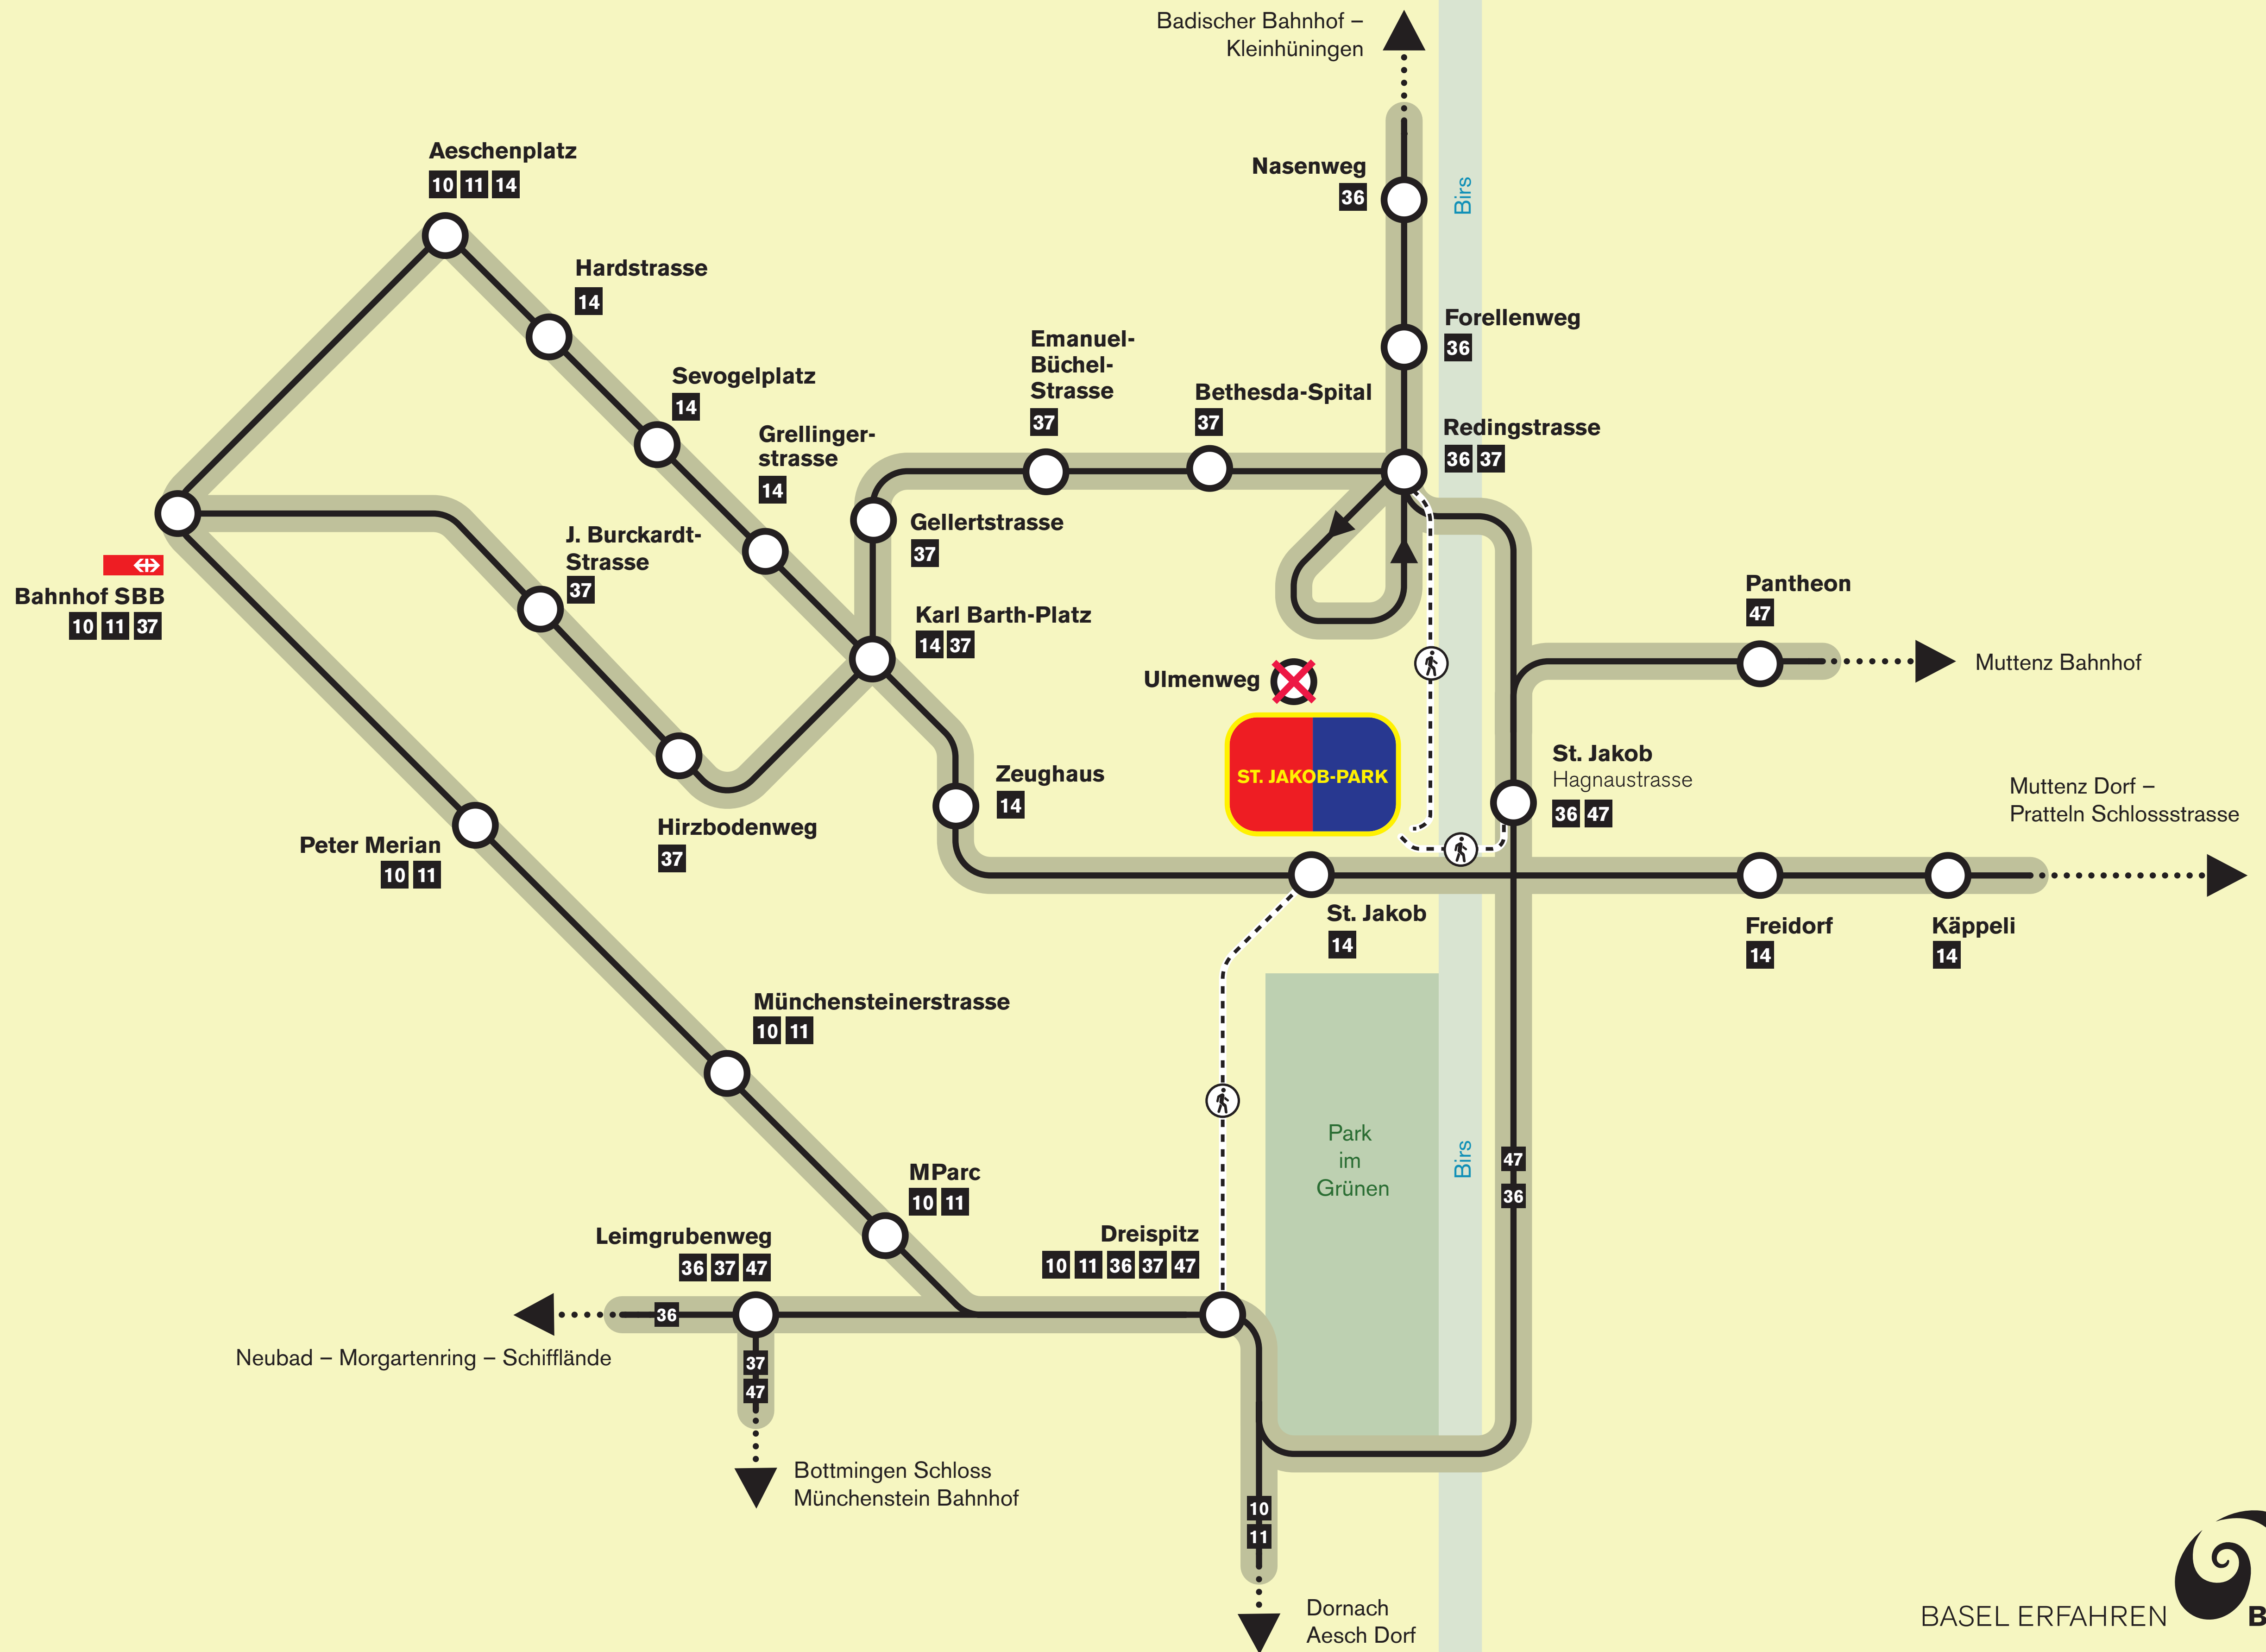 Badischer Bahnhof –
Kleinhüningen
Aeschenplatz
10 11 14
Nasenweg
36
Birs
Hardstrasse
14
Forellenweg
36
Emanuel-
Büchel-
Strasse
37
Sevogelplatz
14
Bethesda-Spital
37
Grellinger-
strasse
14
Redingstrasse
36 37
Gellertstrasse
37
J. Burckardt-
Strasse
37
Bahnhof SBB
10 11 37
Karl Barth-Platz
14 37
Pantheon
47
Muttenz Bahnhof
Ulmenweg
ST. JAKOB-PARK
St. Jakob
Hagnaustrasse
36 47
Zeughaus
14
Muttenz Dorf –
Pratteln Schlossstrasse
Hirzbodenweg
37
Peter Merian
10 11
St. Jakob
14
Freidorf
14
Käppeli
14
Münchensteinerstrasse
10 11
Park
im
Grünen
Birs
47
36
MParc
10 11
Leimgrubenweg
36 37 47
Dreispitz
10 11 36 37 47
36
Neubad – Morgartenring – Schifflände
37
47
Bottmingen Schloss
Münchenstein Bahnhof
10
11
Dornach
Aesch Dorf
BASEL ERFAHREN
B